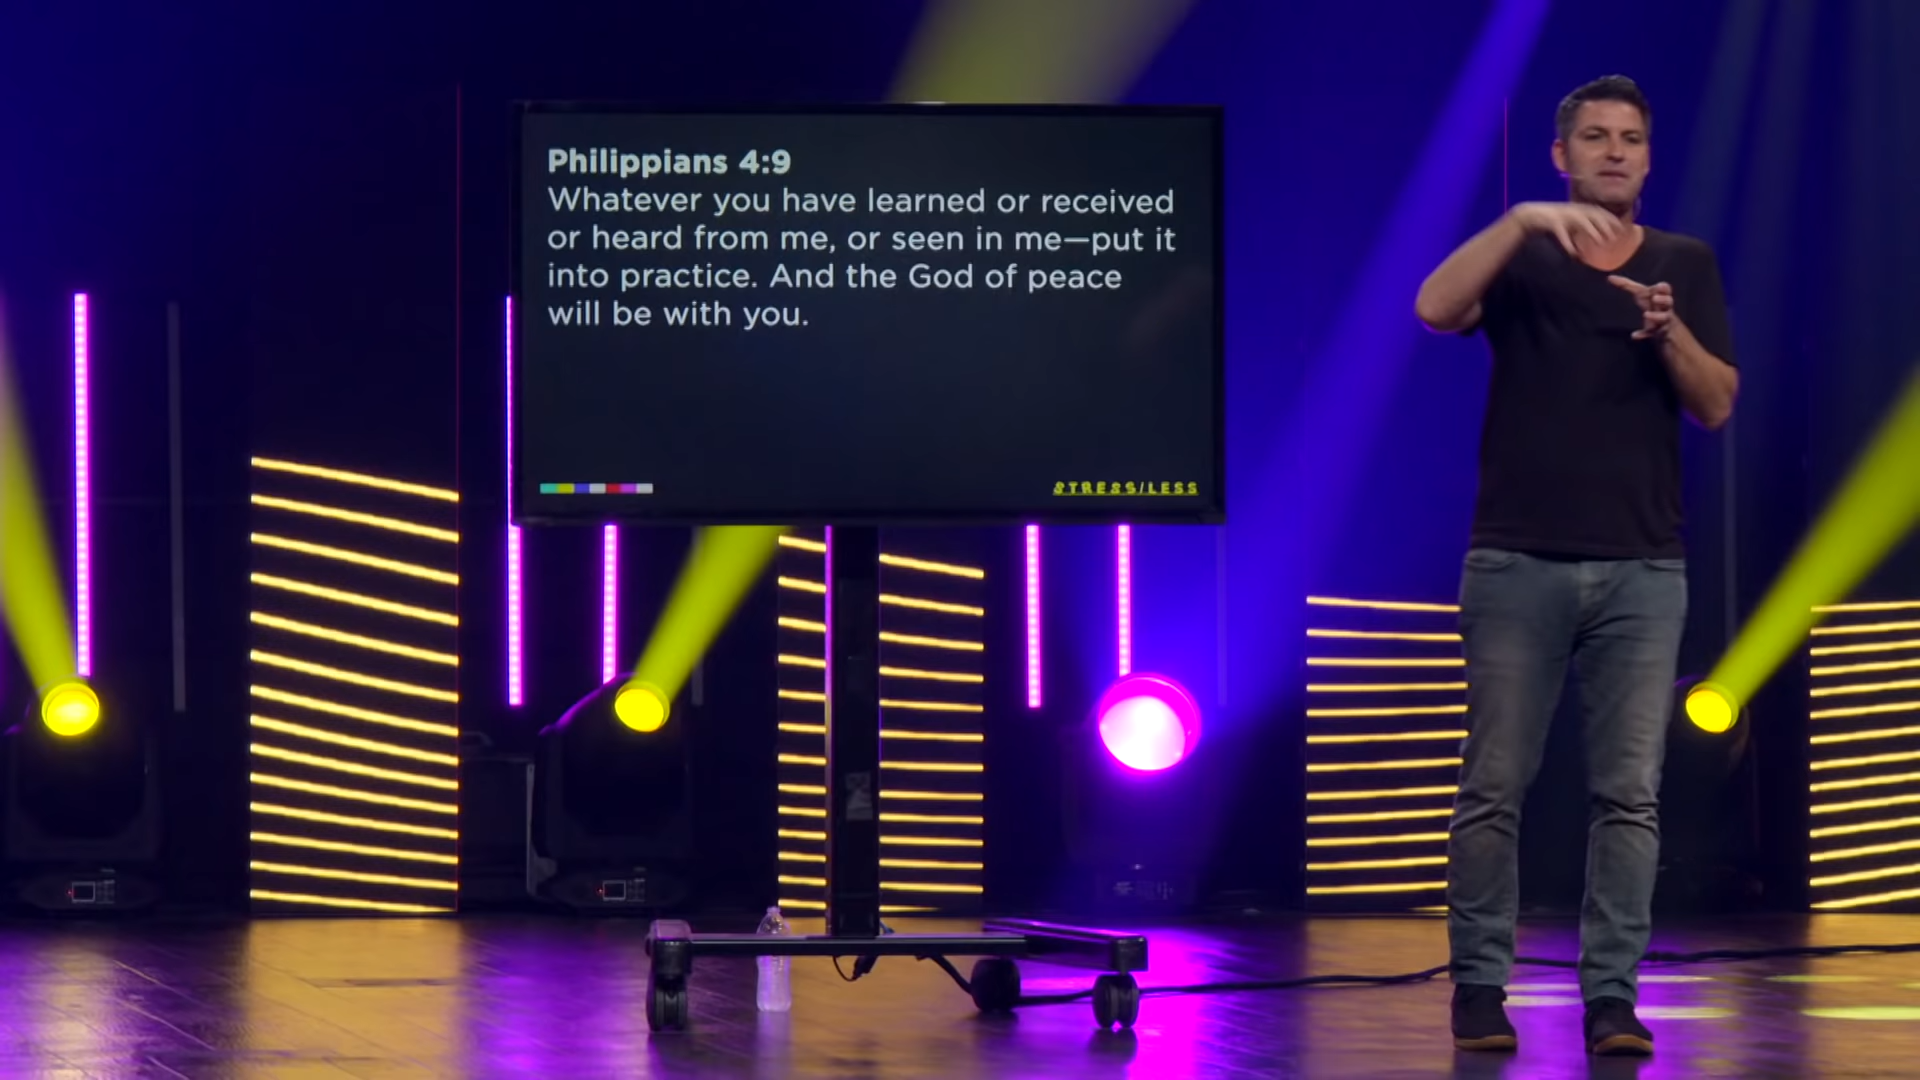 Philippians 4:9
Whatever you have learned or received
or heard from me, or seen in me—put it
into practice. And the God of peace
will be with you.
STRESS/LESS